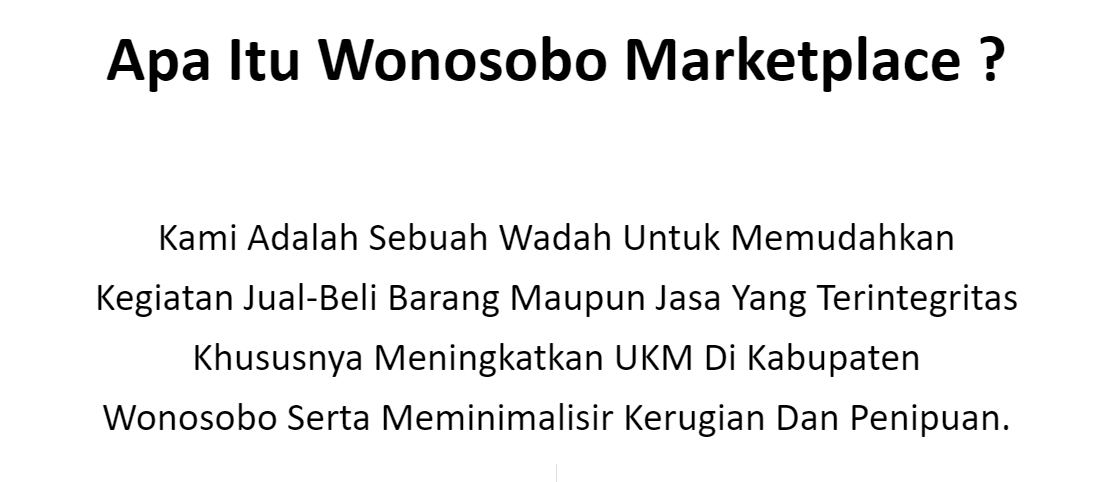 Apa Itu Wonosobo Marketplace ?
Kami Adalah Sebuah Wadah Untuk Memudahkan
Kegiatan Jual-Beli Barang Maupun Jasa Yang Terintegritas
Khususnya Meningkatkan UKM Di Kabupaten
Wonosobo Serta Meminimalisir Kerugian Dan Penipuan.